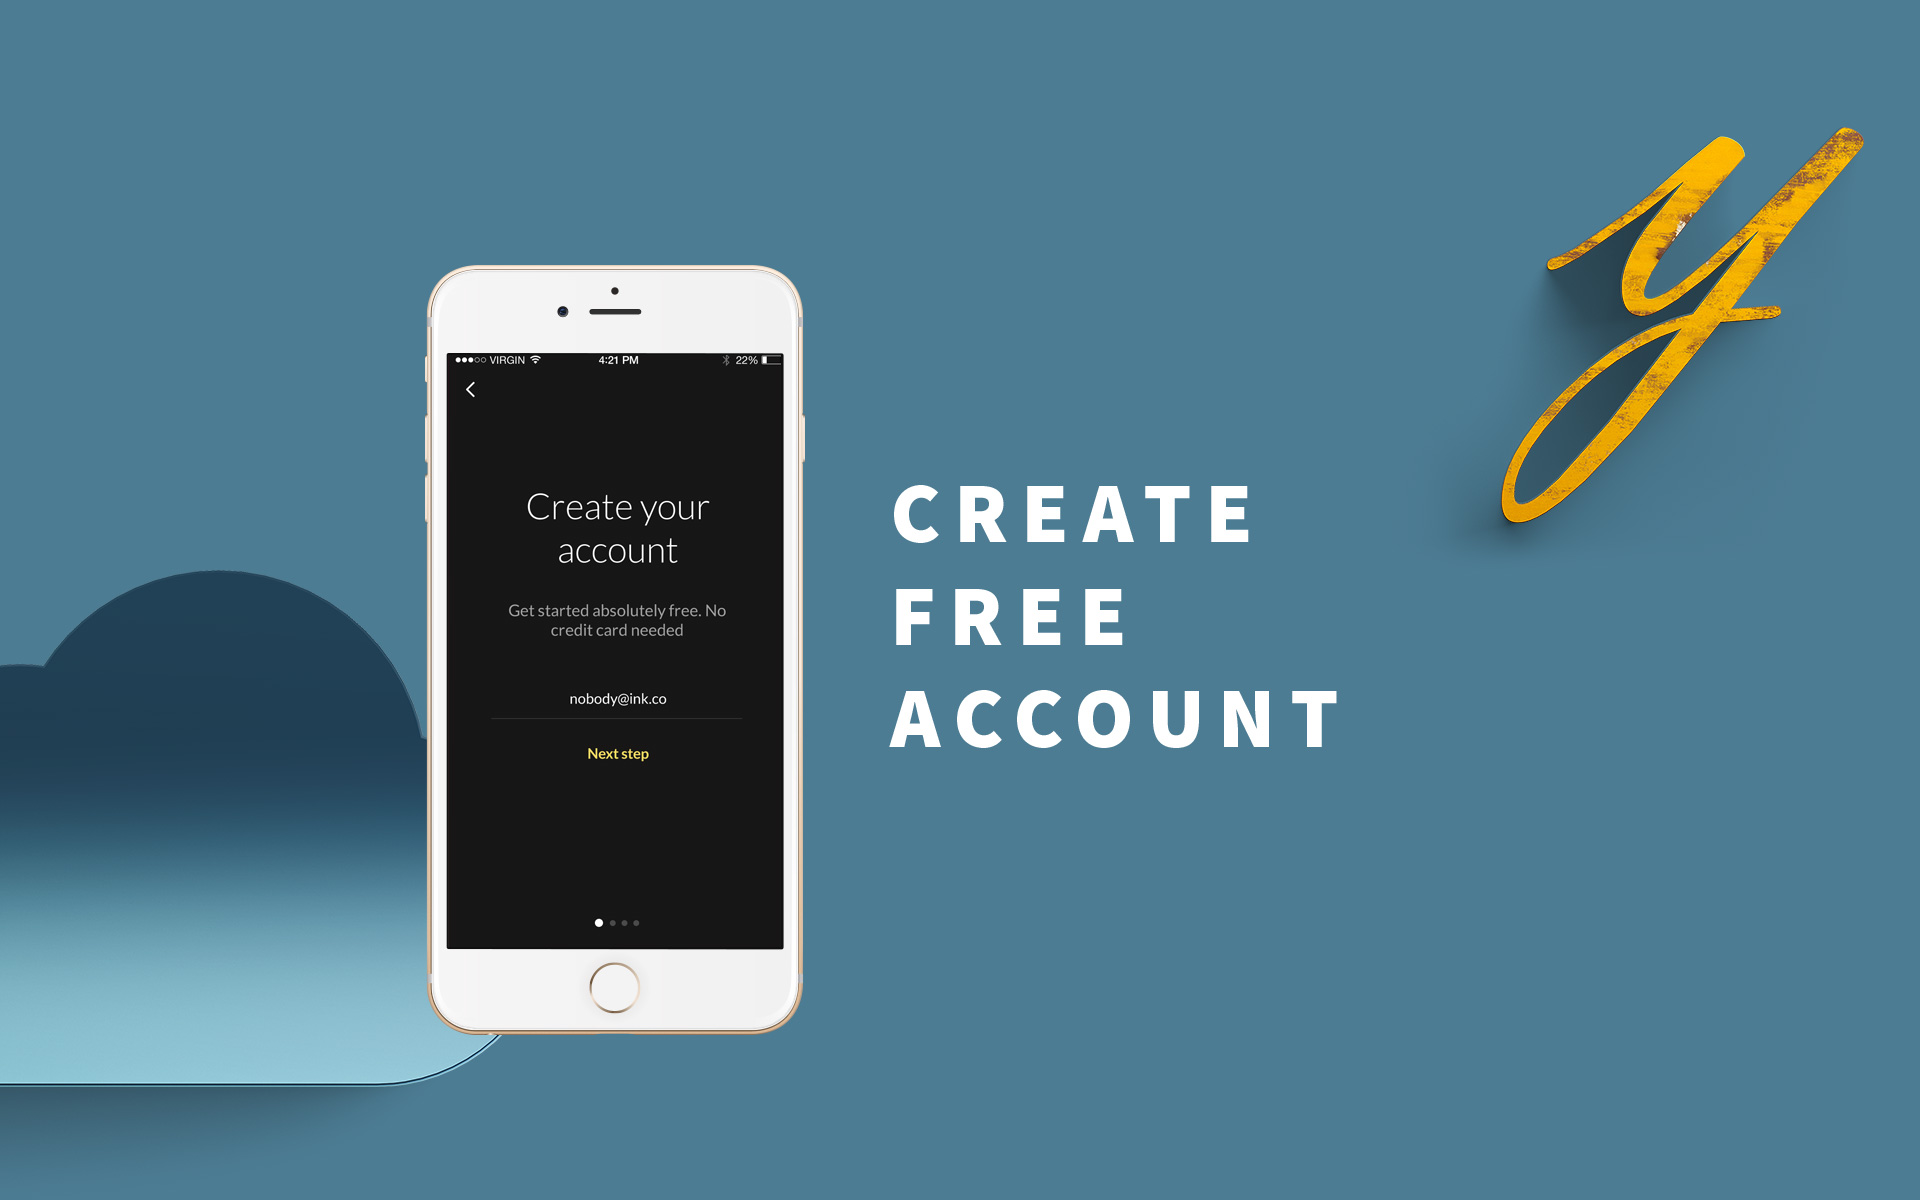 VIRGIN 4:21 PM 22%
Create your
account
Get started absolutely free. No
credit card needed
nobody@ink.co
Next step
CREATE
FREE
ACCOUNT
y